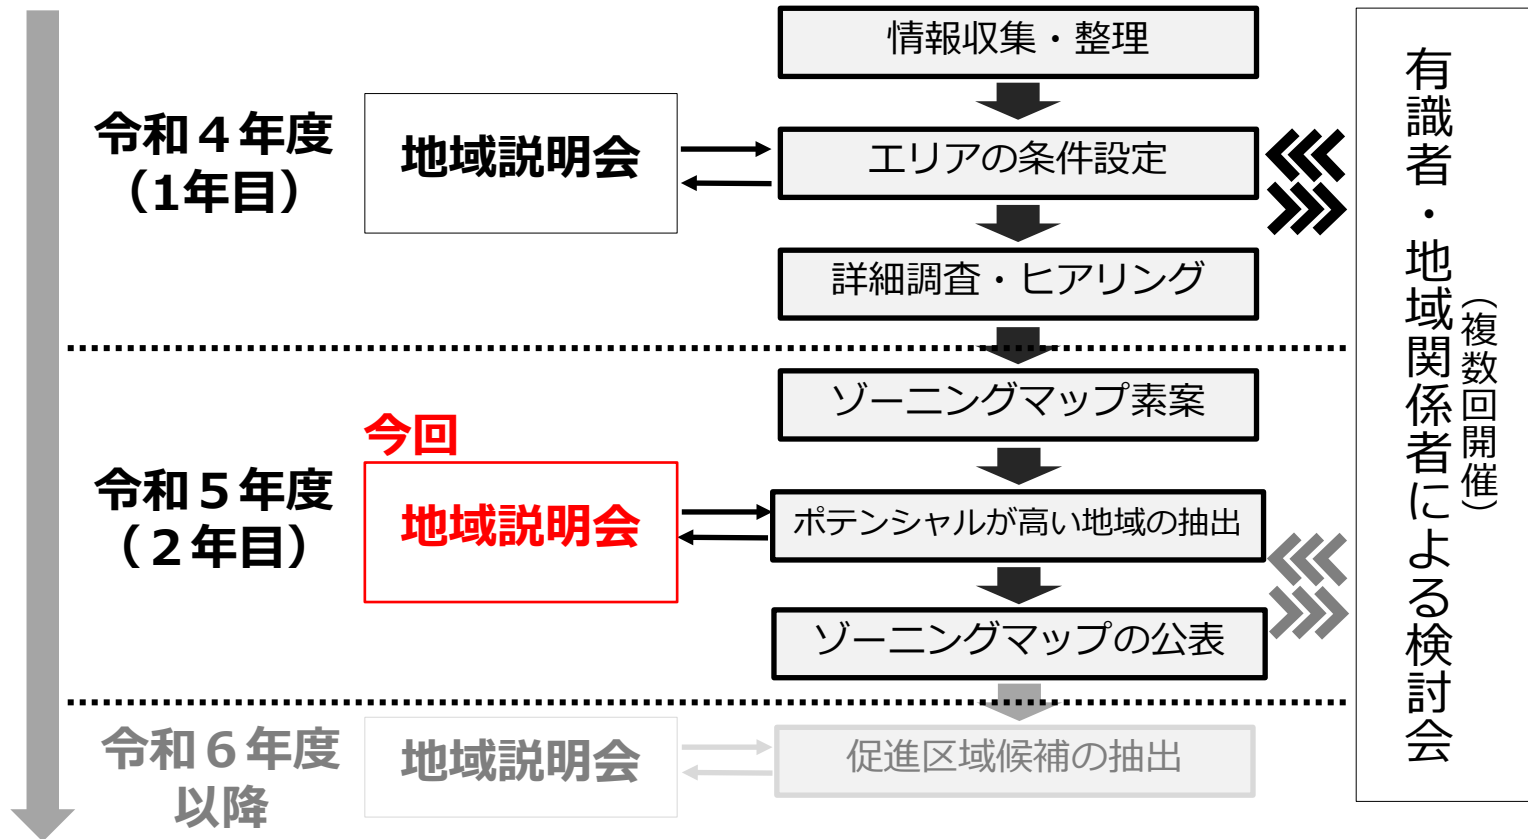 情報収集・整理
令和４年度
（1年目）
地域説明会
エリアの条件設定
詳細調査・ヒアリング
ゾーニングマップ素案
令和５年度
（２年目）
今回
地域説明会
ポテンシャルが高い地域の抽出
ゾーニングマップの公表
令和６年度
以降
地域説明会
促進区域候補の抽出
有識者・地域関係者による検討会
（複数回開催）